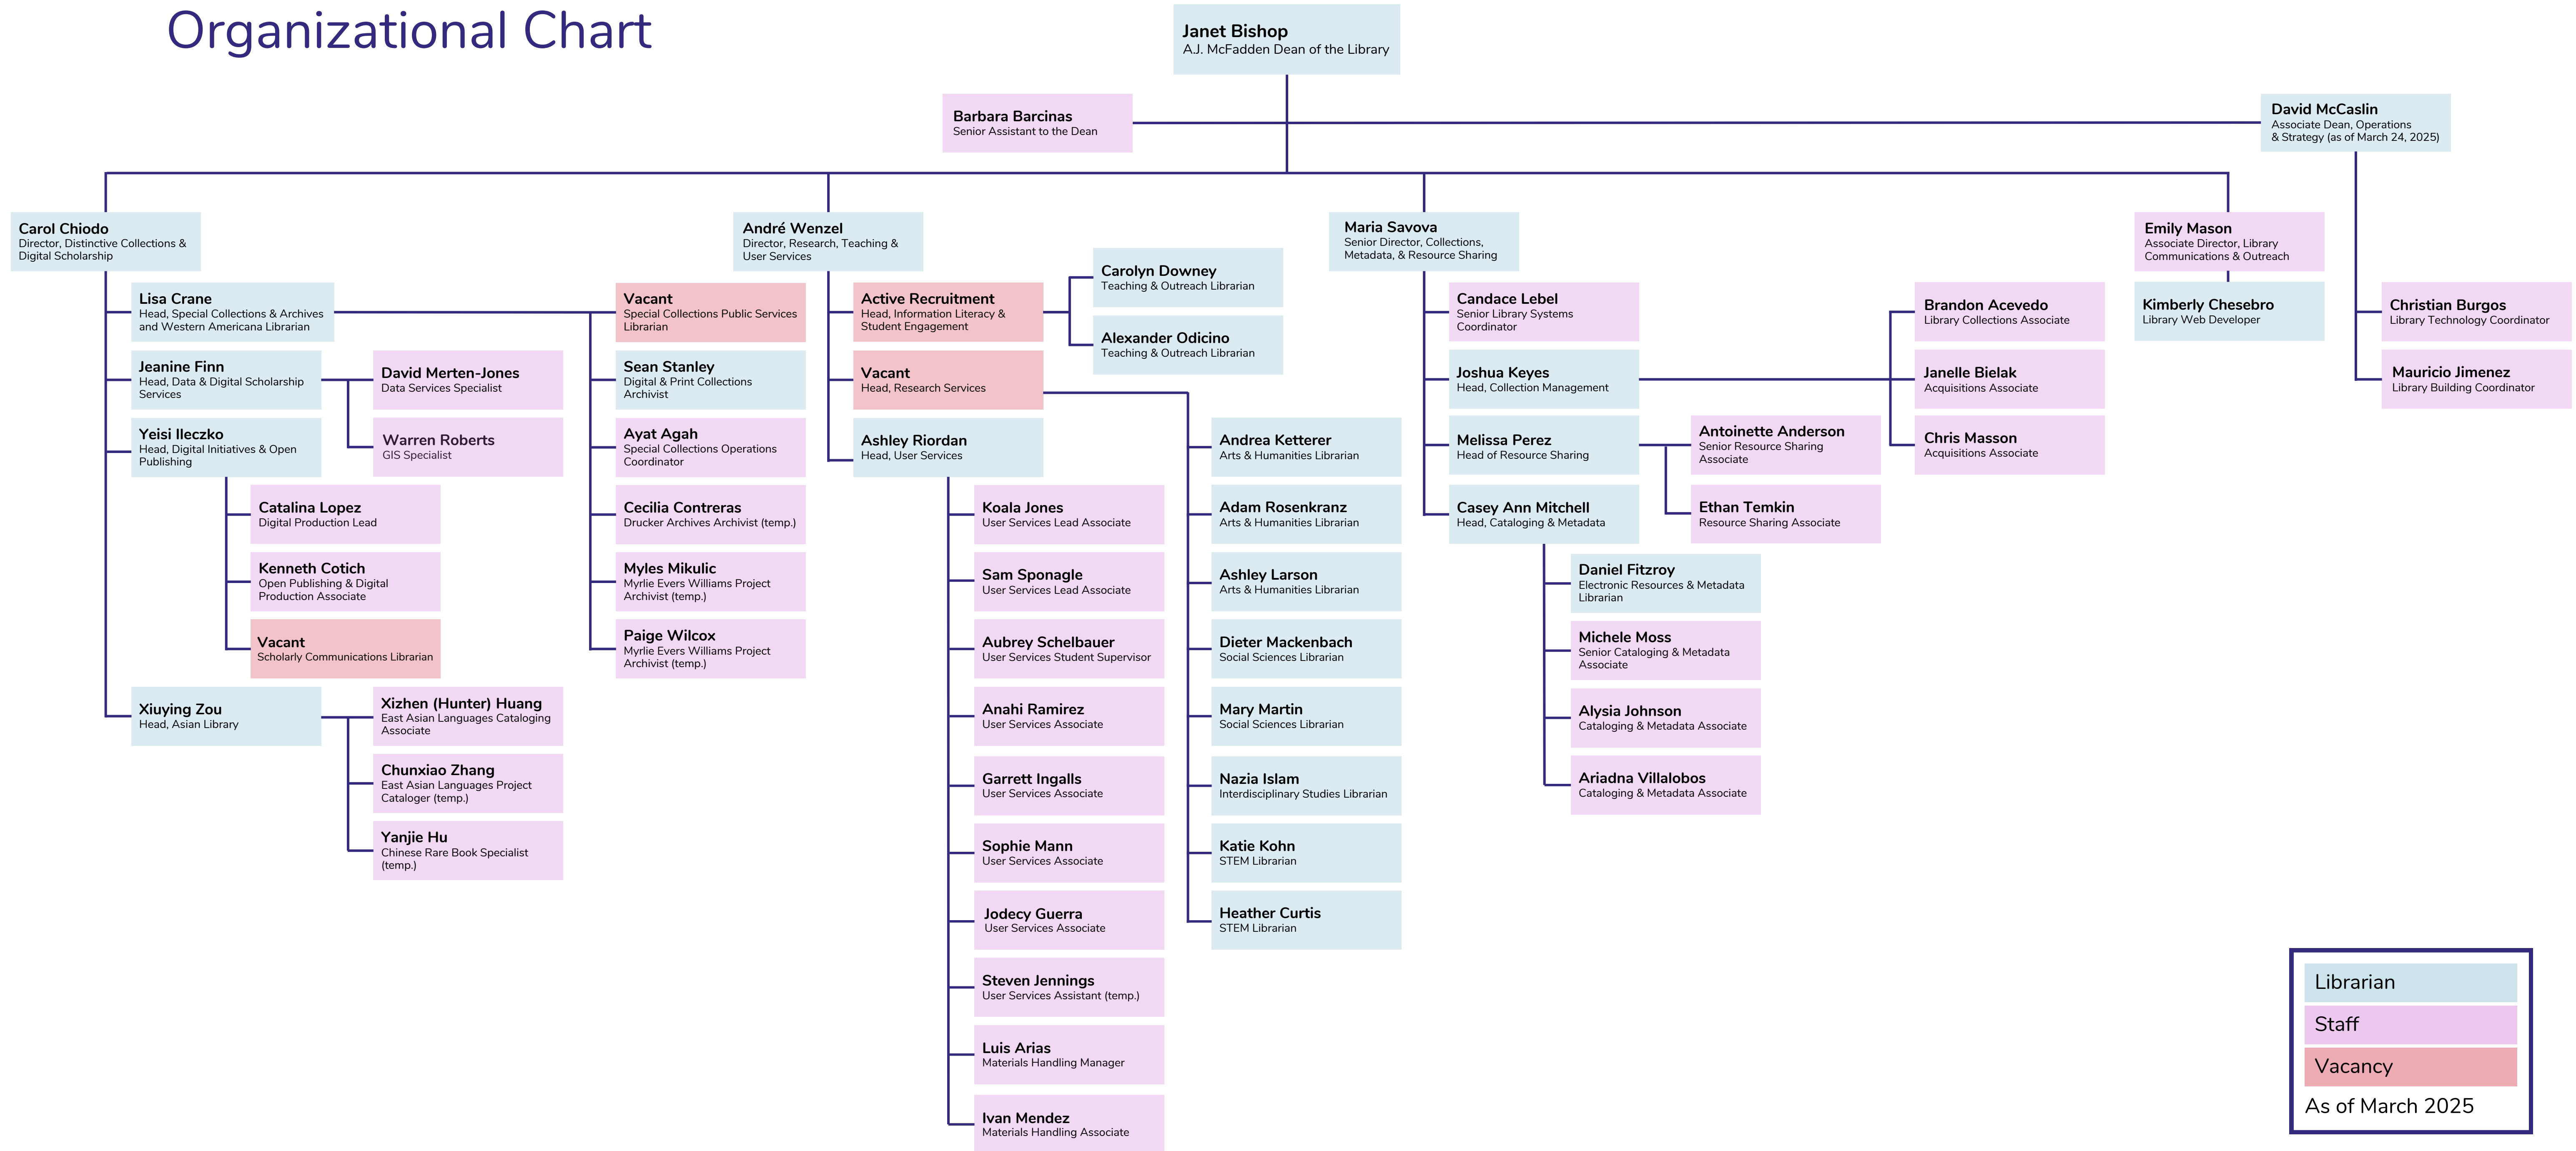 Organizational Chart
Janet Bishop
A.J. McFadden Dean of the Library
Barbara Barcinas
Senior Assistant to the Dean
David McCaslin
Associate Dean, Operations
& Strategy (as of March 24, 2025)
Carol Chiodo
Director, Distinctive Collections &
Digital Scholarship
Lisa Crane
Head, Special Collections & Archives
and Western Americana Librarian
Vacant
Special Collections Public Services
Librarian
Sean Stanley
Digital & Print Collections
Archivist
Ayat Agah
Special Collections Operations
Coordinator
Cecilia Contreras
Drucker Archives Archivist (temp.)
Myles Mikulic
Myrlie Evers Williams Project
Archivist (temp.)
Paige Wilcox
Myrlie Evers Williams Project
Archivist (temp.)
Jeanine Finn
Head, Data & Digital Scholarship
Services
David Merten-Jones
Data Services Specialist
Warren Roberts
GIS Specialist
Yeisi Ileczko
Head, Digital Initiatives & Open
Publishing
Catalina Lopez
Digital Production Lead
Kenneth Cotich
Open Publishing & Digital
Production Associate
Vacant
Scholarly Communications Librarian
Xiuying Zou
Head, Asian Library
Xizhen (Hunter) Huang
East Asian Languages Cataloging
Associate
Chunxiao Zhang
East Asian Languages Project
Cataloger (temp.)
Yanjie Hu
Chinese Rare Book Specialist
(temp.)
André Wenzel
Director, Research, Teaching &
User Services
Active Recruitment
Head, Information Literacy &
Student Engagement
Carolyn Downey
Teaching & Outreach Librarian
Alexander Odicino
Teaching & Outreach Librarian
Vacant
Head, Research Services
Andrea Ketterer
Arts & Humanities Librarian
Adam Rosenkranz
Arts & Humanities Librarian
Ashley Larson
Arts & Humanities Librarian
Dieter Mackenbach
Social Sciences Librarian
Mary Martin
Social Sciences Librarian
Nazia Islam
Interdisciplinary Studies Librarian
Katie Kohn
STEM Librarian
Heather Curtis
STEM Librarian
Ashley Riordan
Head, User Services
Koala Jones
User Services Lead Associate
Sam Sponagle
User Services Lead Associate
Aubrey Schelbauer
User Services Student Supervisor
Anahi Ramirez
User Services Associate
Garrett Ingalls
User Services Associate
Sophie Mann
User Services Associate
Jodecy Guerra
User Services Associate
Steven Jennings
User Services Assistant (temp.)
Luis Arias
Materials Handling Manager
Ivan Mendez
Materials Handling Associate
Maria Savova
Senior Director, Collections,
Metadata, & Resource Sharing
Candace Lebel
Senior Library Systems
Coordinator
Joshua Keyes
Head, Collection Management
Brandon Acevedo
Library Collections Associate
Janelle Bielak
Acquisitions Associate
Chris Masson
Acquisitions Associate
Melissa Perez
Head of Resource Sharing
Antoinette Anderson
Senior Resource Sharing
Associate
Ethan Temkin
Resource Sharing Associate
Casey Ann Mitchell
Head, Cataloging & Metadata
Daniel Fitzroy
Electronic Resources & Metadata
Librarian
Michele Moss
Senior Cataloging & Metadata
Associate
Alysia Johnson
Cataloging & Metadata Associate
Ariadna Villalobos
Cataloging & Metadata Associate
Emily Mason
Associate Director, Library
Communications & Outreach
Kimberly Chesebro
Library Web Developer
Christian Burgos
Library Technology Coordinator
Mauricio Jimenez
Library Building Coordinator
Librarian
Staff
Vacancy
As of March 2025